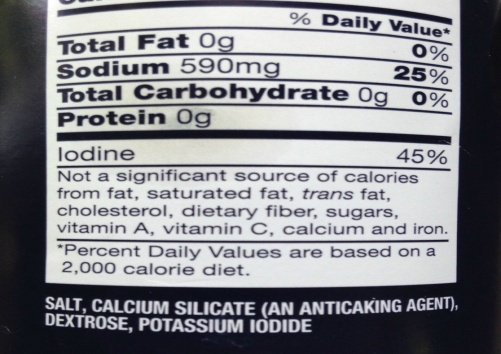 % Daily Value*
Total Fat 0g 0%
Sodium 590mg 25%
Total Carbohydrate 0g 0%
Protein 0g
Iodine 45%
Not a significant source of calories
from fat, saturated fat, trans fat,
cholesterol, dietary fiber, sugars,
vitamin A, vitamin C, calcium and iron.
*Percent Daily Values are based on a
2,000 calorie diet.
SALT, CALCIUM SILICATE (AN ANTICAKING AGENT),
DEXTROSE, POTASSIUM IODIDE